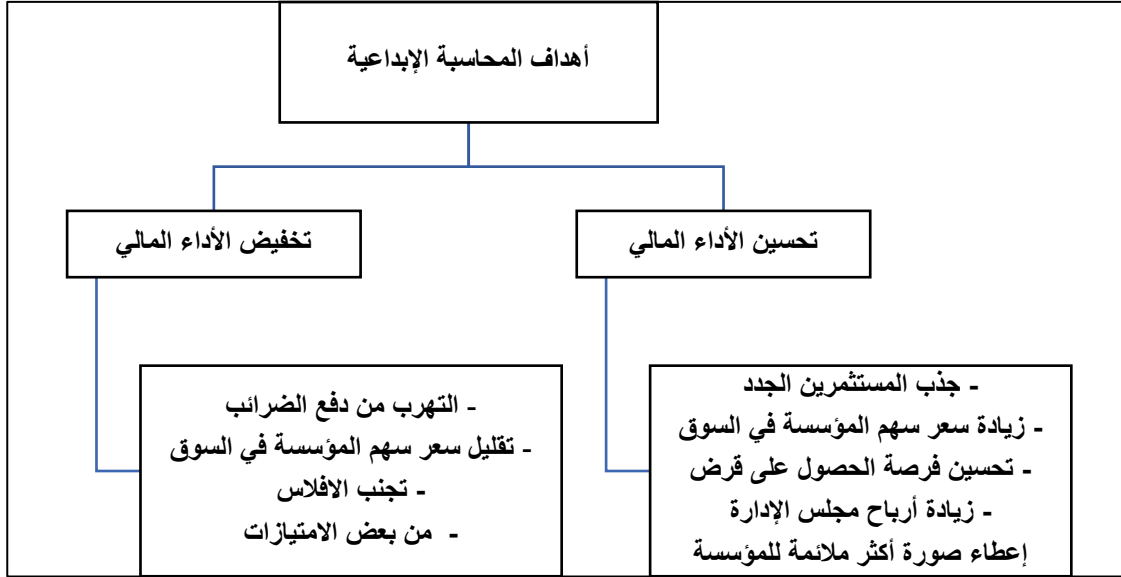 أهداف المحاسبة الإبداعية
تحسين الأداء المالي
تخفيض الأداء المالي
- جذب المستثمرين الجدد
- زيادة سعر سهم المؤسسة في السوق
- تحسين فرصة الحصول على قرض
- زيادة أرباح مجلس الإدارة
إعطاء صورة أكثر ملائمة للمؤسسة
- التهرب من دفع الضرائب
- تقليل سعر سهم المؤسسة في السوق
- تجنب الافلاس
- من بعض الامتيازات